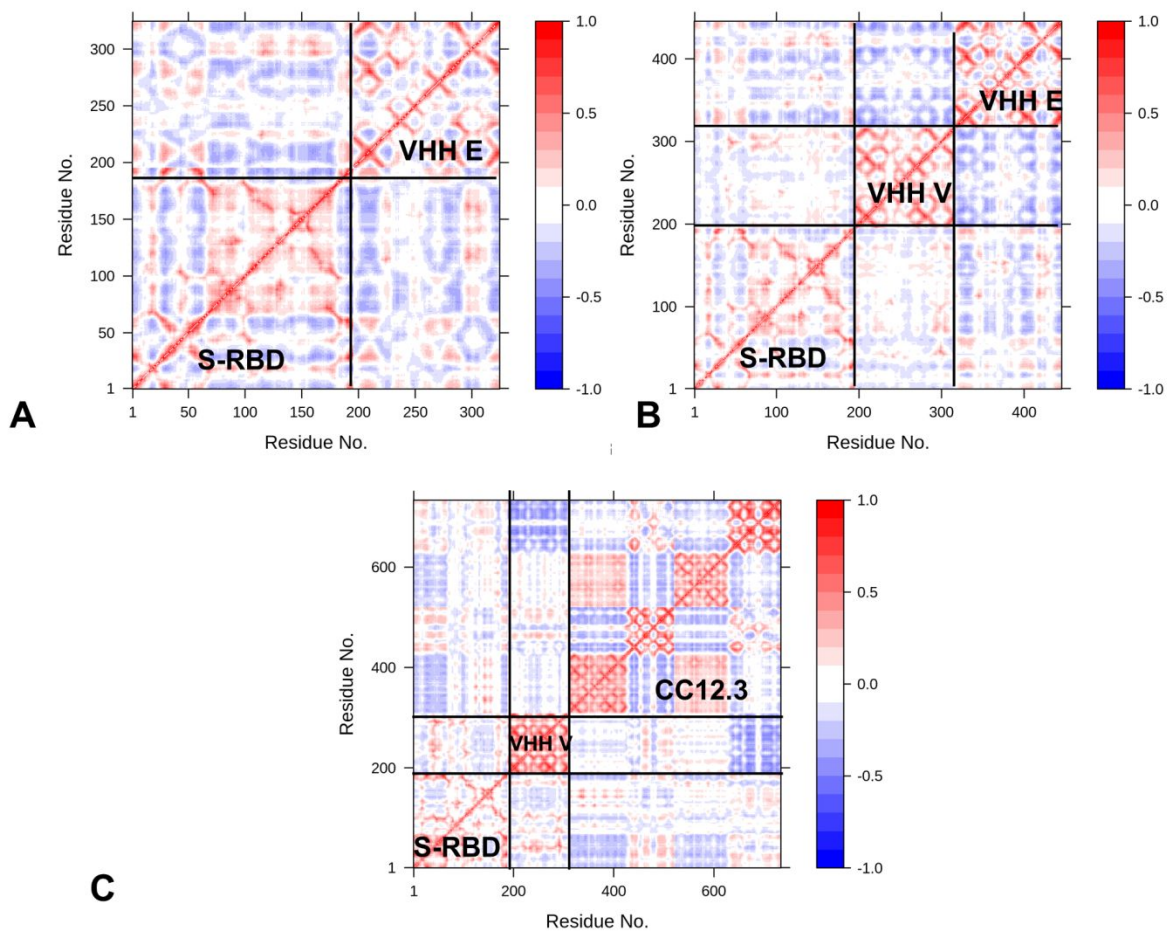 300
250
200
150
100
50
1
Residue No.
VHH E
S-RBD
1 50 100 150 200 250 300
Residue No.
1.0
0.5
0.0
-0.5
-1.0
A
400
300
200
100
1
Residue No.
VHH E
VHH V
S-RBD
1 100 200 300 400
Residue No.
1.0
0.5
0.0
-0.5
-1.0
B
600
400
200
1
Residue No.
CC12.3
VHH V
S-RBD
1 200 400 600
Residue No.
1.0
0.5
0.0
-0.5
-1.0
C